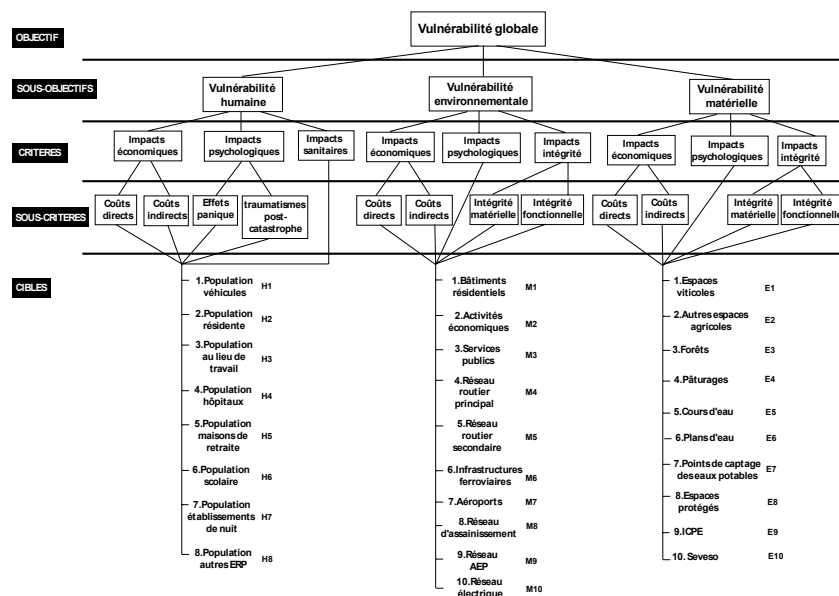 OBJECTIF
Vulnérabilité globale
SOUS-OBJECTIFS
Vulnérabilité
humaine
Vulnérabilité
environnementale
Vulnérabilité
matérielle
CRITERES
Impacts
économiques
Impacts
psychologiques
Impacts
sanitaires
Impacts
économiques
Impacts
psychologiques
Impacts
intégrité
Impacts
économiques
Impacts
psychologiques
Impacts
intégrité
SOUS-CRITERES
Coûts
directs
Coûts
indirects
Effets
panique
traumatismes
post-
catastrophe
Coûts
directs
Coûts
indirects
Intégrité
matérielle
Intégrité
fonctionnelle
Coûts
directs
Coûts
indirects
Intégrité
matérielle
Intégrité
fonctionnelle
CIBLES
1.Population
véhicules H1
2.Population
résidente H2
3.Population
au lieu de
travail H3
4.Population
hôpitaux H4
5.Population
maisons de
retraite H5
6.Population
scolaire H6
7.Population
établissements
de nuit H7
8.Population
autres ERP H8
1.Bâtiments
résidentiels M1
2.Activités
économiques M2
3.Services
publics M3
4.Réseau
routier
principal M4
5.Réseau
routier
secondaire M5
6.Infrastructures
ferroviaires M6
7.Aéroports M7
8.Réseau
d'assainissement M8
9.Réseau
AEP M9
10.Réseau
électrique M10
1.Espaces
viticoles E1
2.Autres espaces
agricoles E2
3.Forêts E3
4.Pâturages E4
5.Cours d'eau E5
6.Plans d'eau E6
7.Points de captage
des eaux potables E7
8.Espaces
protégés E8
9.ICPE E9
10. Seveso E10